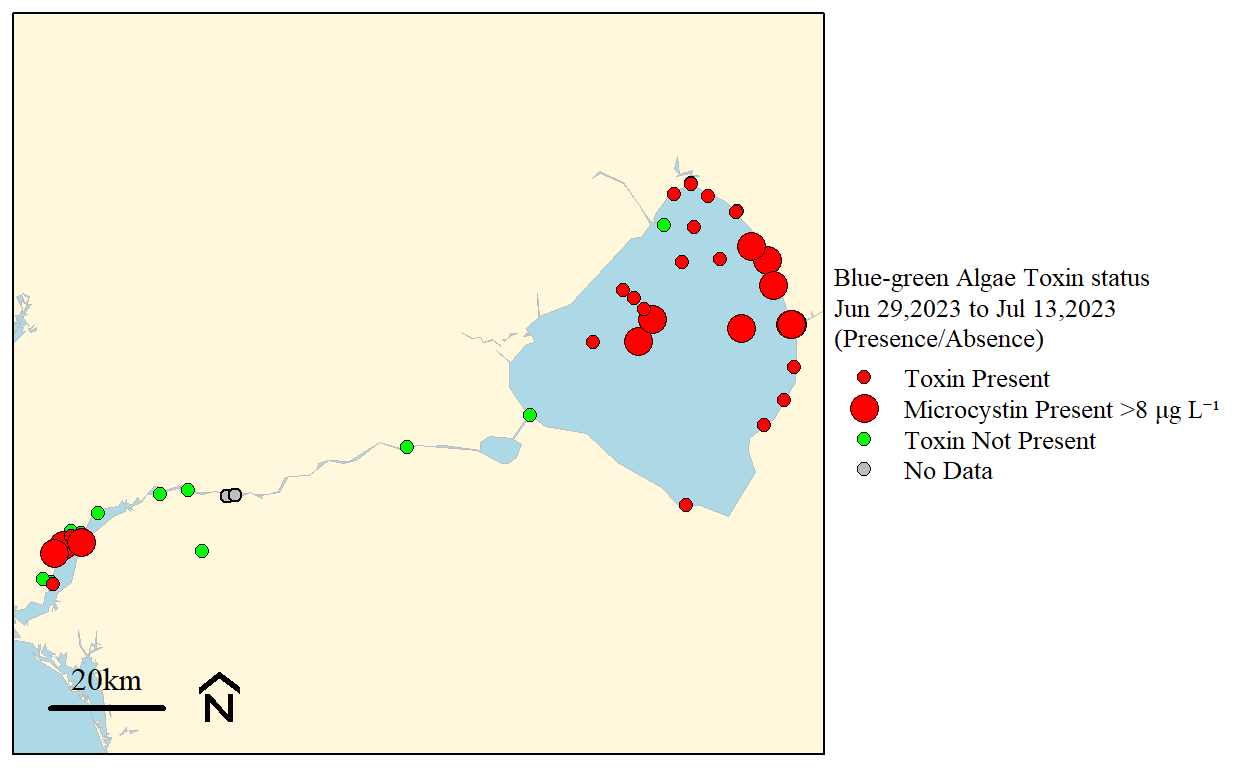 Blue-green Algae Toxin status
Jun 29,2023 to Jul 13,2023
(Presence/Absence)
Toxin Present
Microcystin Present >8 μg L⁻¹
Toxin Not Present
No Data
20km
N